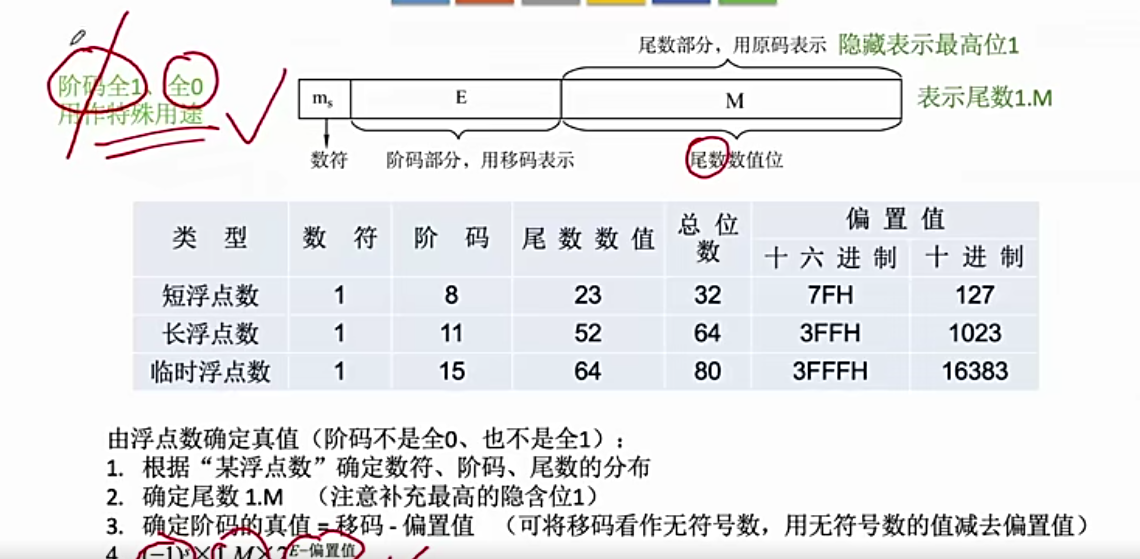 尾数部分，用原码表示 隐藏表示最高位1
阶码全1、全0
用作特殊用途
ms E M 表示尾数1.M
数符 阶码部分，用移码表示 尾数数值位
类 型 数 符 阶 码 尾 数 数 值 总 位 数 偏 置 值
十 六 进 制 十 进 制
短浮点数 1 8 23 32 7FH 127
长浮点数 1 11 52 64 3FFH 1023
临时浮点数 1 15 64 80 3FFFH 16383
由浮点数确定真值（阶码不是全0、也不是全1）：
1. 根据“某浮点数”确定数符、阶码、尾数的分布
2. 确定尾数 1.M （注意补充最高的隐含位1）
3. 确定阶码的真值 = 移码 - 偏置值 （可将移码看作无符号数，用无符号数的值减去偏置值）
4. (−1)ˢ×1.M×2ᴱ⁻偏置值